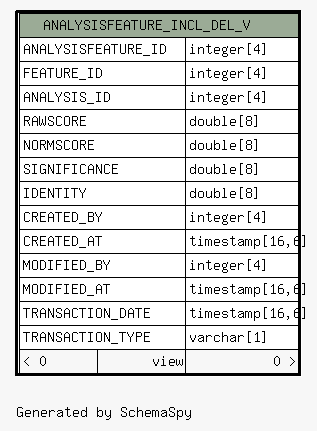 ANALYSISFEATURE_INCL_DEL_V
ANALYSISFEATURE_ID integer[4]
FEATURE_ID integer[4]
ANALYSIS_ID integer[4]
RAWSCORE double[8]
NORMSCORE double[8]
SIGNIFICANCE double[8]
IDENTITY double[8]
CREATED_BY integer[4]
CREATED_AT timestamp[16,6]
MODIFIED_BY integer[4]
MODIFIED_AT timestamp[16,6]
TRANSACTION_DATE timestamp[16,6]
TRANSACTION_TYPE varchar[1]
< 0 view 0 >
Generated by SchemaSpy